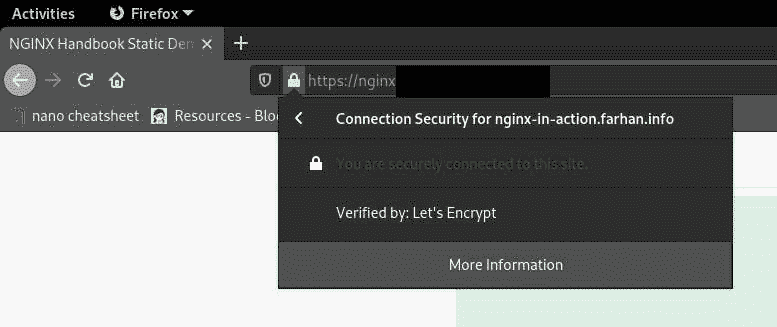 Activities Firefox
NGINX Handbook Static Der
https://nginx
nano cheatsheet Resources - Blo
Connection Security for nginx-in-action.farhan.info
You are securely connected to this site.
Verified by: Let's Encrypt
More Information